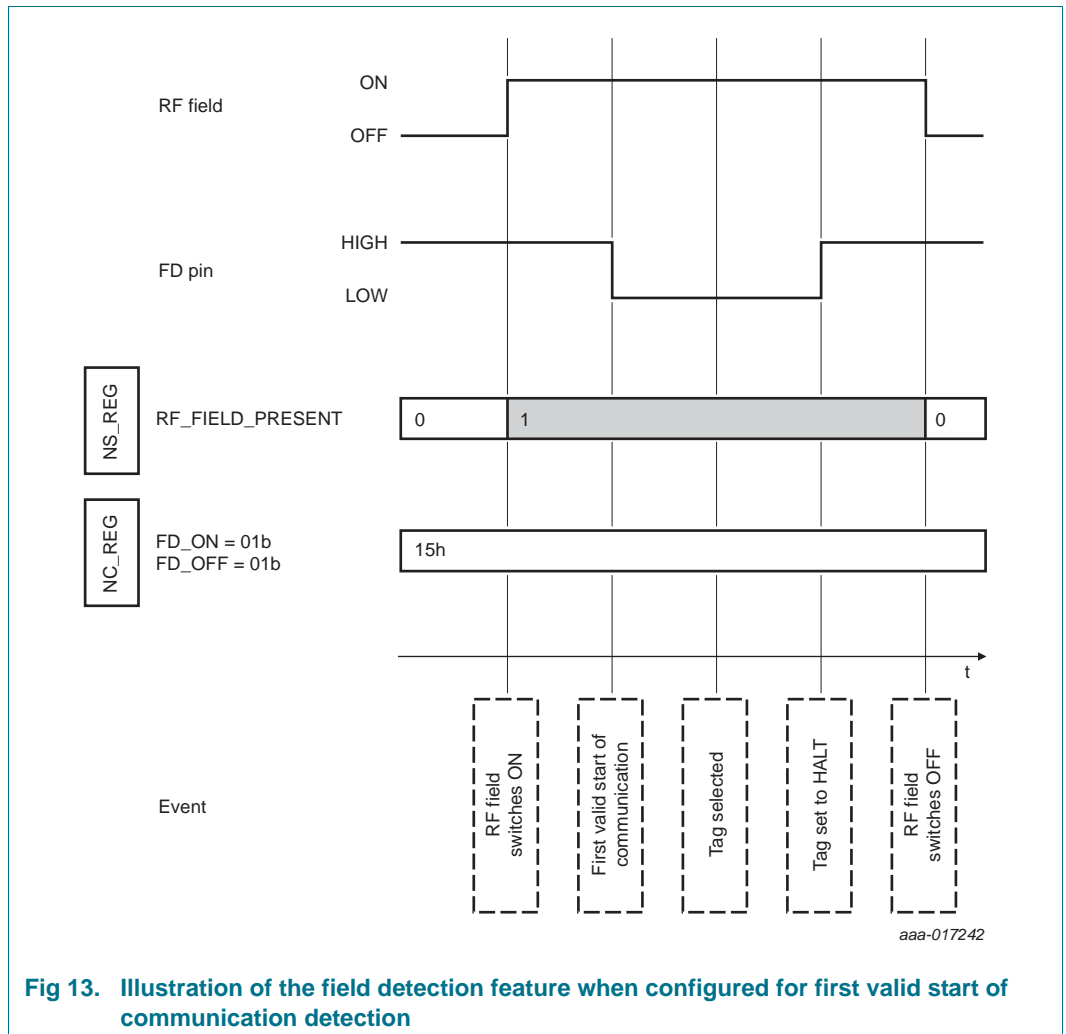 ON
RF field
OFF
HIGH
FD pin
LOW
NS_REG
RF_FIELD_PRESENT
0
1
0
NC_REG
FD_ON = 01b
FD_OFF = 01b
15h
t
Event
RF field
switches ON
First valid start of
communication
Tag selected
Tag set to HALT
RF field
switches OFF
aaa-017242
Fig 13. Illustration of the field detection feature when configured for first valid start of
communication detection